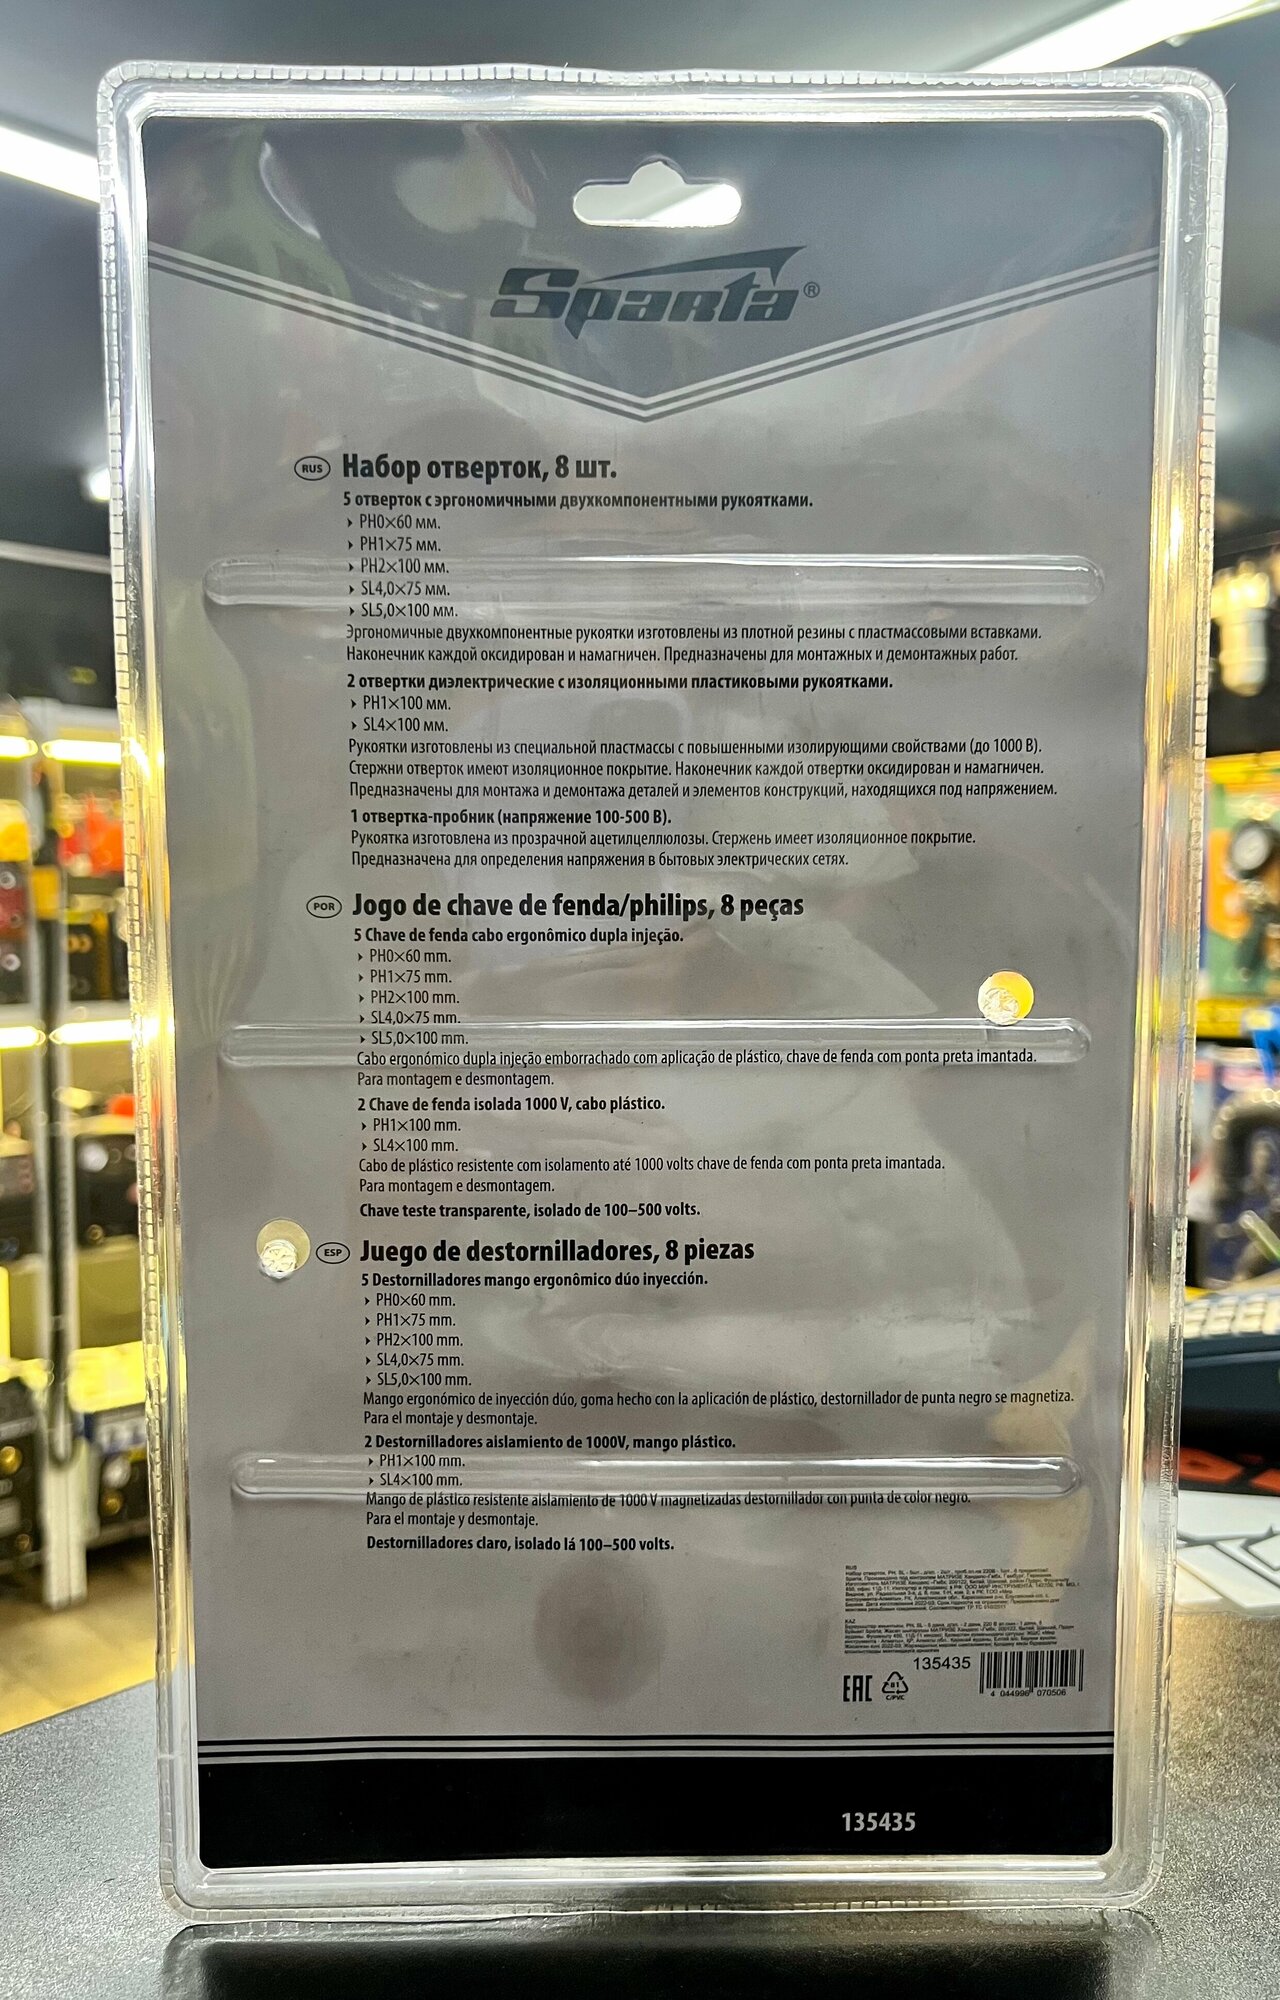 Sparta®
RUS Набор отверток, 8 шт.
5 отверток с эргономичными двухкомпонентными рукоятками.
PH0×60 мм.
PH1×75 мм.
PH2×100 мм.
SL4,0×75 мм.
SL5,0×100 мм.
Эргономичные двухкомпонентные рукоятки изготовлены из плотной резины с пластмассовыми вставками.
Наконечник каждой оксидирован и намагничен. Предназначены для монтажных и демонтажных работ.
2 отвертки диэлектрические с изоляционными пластиковыми рукоятками.
PH1×100 мм.
SL4×100 мм.
Рукоятки изготовлены из специальной пластмассы с повышенными изолирующими свойствами (до 1000 В).
Стержни отверток имеют изоляционное покрытие. Наконечник каждой отвертки оксидирован и намагничен.
Предназначены для монтажа и демонтажа деталей и элементов конструкций, находящихся под напряжением.
1 отвертка-пробник (напряжение 100-500 В).
Рукоятка изготовлена из прозрачной ацетилцеллюлозы. Стержень имеет изоляционное покрытие.
Предназначена для определения напряжения в бытовых электрических сетях.
POR Jogo de chave de fenda/philips, 8 peças
5 Chave de fenda cabo ergonômico dupla injeção.
PH0×60 mm.
PH1×75 mm.
PH2×100 mm.
SL4,0×75 mm.
SL5,0×100 mm.
Cabo ergonómico dupla injeção emborrachado com aplicação de plástico, chave de fenda com ponta preta imantada.
Para montagem e desmontagem.
2 Chave de fenda isolada 1000 V, cabo plástico.
PH1×100 mm.
SL4×100 mm.
Cabo de plástico resistente com isolamento até 1000 volts chave de fenda com ponta preta imantada.
Para montagem e desmontagem.
Chave teste transparente, isolado de 100–500 volts.
ESP Juego de destornilladores, 8 piezas
5 Destornilladores mango ergonômico dúo inyección.
PH0×60 mm.
PH1×75 mm.
PH2×100 mm.
SL4,0×75 mm.
SL5,0×100 mm.
Mango ergonómico de inyección dúo, goma hecho con la aplicación de plástico, destornillador de punta negro se magnetiza.
Para el montaje y desmontaje.
2 Destornilladores aislamiento de 1000V, mango plástico.
PH1×100 mm.
SL4×100 mm.
Mango de plástico resistente aislamiento de 1000 V magnetizadas destornillador con punta de color negro.
Para el montaje y desmontaje.
Destornilladores claro, isolado lá 100–500 volts.
RUS
KAZ
135435
EAC
81
C/PVC
4 044996 070506
135435